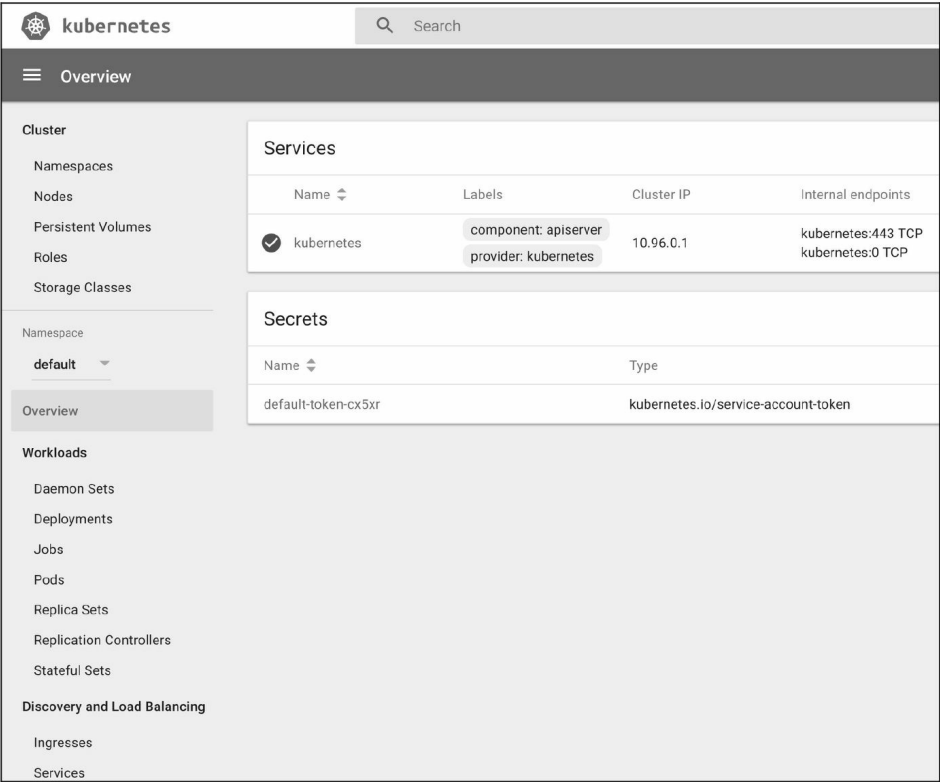 kubernetes
Search
Overview
Cluster
Namespaces
Nodes
Persistent Volumes
Roles
Storage Classes
Namespace
default
Overview
Workloads
Daemon Sets
Deployments
Jobs
Pods
Replica Sets
Replication Controllers
Stateful Sets
Discovery and Load Balancing
Ingresses
Services
Services
Name Labels Cluster IP Internal endpoints
kubernetes
component: apiserver
provider: kubernetes
10.96.0.1
kubernetes:443 TCP
kubernetes:0 TCP
Secrets
Name Type
default-token-cx5xr kubernetes.io/service-account-token